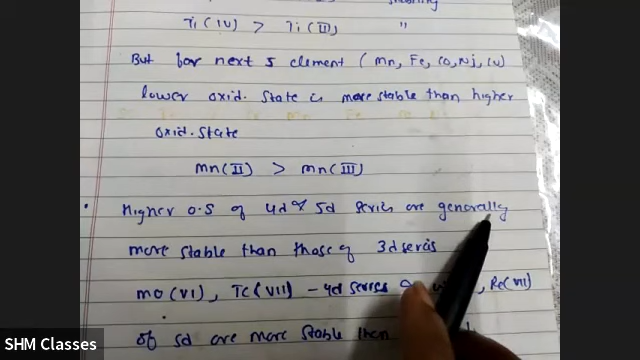 stability
Ti(IV) > Ti(II) "
But for next 5 element (Mn, Fe, Co, Ni, Cu)
lower oxid. State is more stable than higher
oxid. State
mn(II) > mn(III)
Higher O.S of 4d & 5d series are generally
more stable than those of 3d series
mo(VI), Tc(VII) - 4d series & , Re(VII)
of 5d are more stable than
SHM Classes